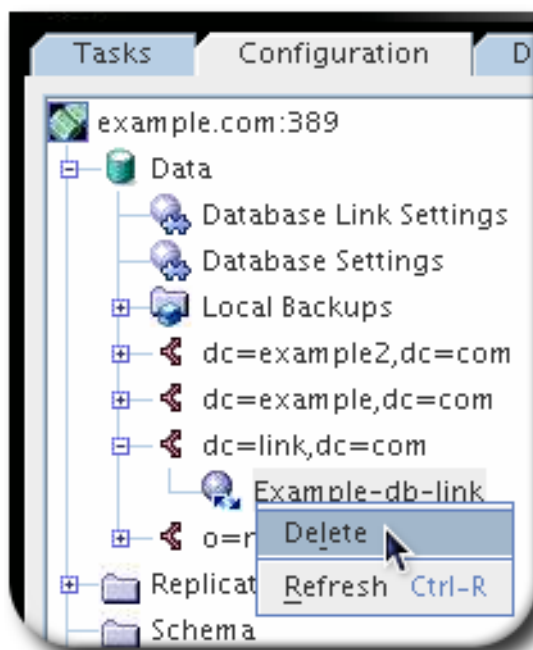 Tasks Configuration D
example.com:389
Data
Database Link Settings
Database Settings
Local Backups
dc=example2,dc=com
dc=example,dc=com
dc=link,dc=com
Example-db-link
o=r Delete
Replicat Refresh Ctrl-R
Schema